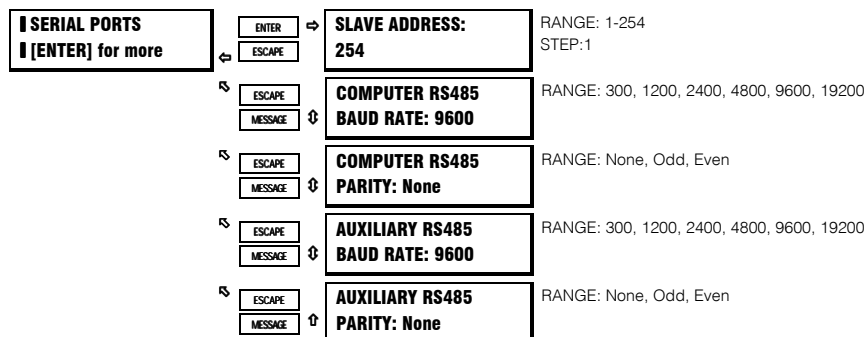 SERIAL PORTS
[ENTER] for more
ENTER
ESCAPE
SLAVE ADDRESS:
254
RANGE: 1-254
STEP:1
ESCAPE
MESSAGE
COMPUTER RS485
BAUD RATE: 9600
RANGE: 300, 1200, 2400, 4800, 9600, 19200
ESCAPE
MESSAGE
COMPUTER RS485
PARITY: None
RANGE: None, Odd, Even
ESCAPE
MESSAGE
AUXILIARY RS485
BAUD RATE: 9600
RANGE: 300, 1200, 2400, 4800, 9600, 19200
ESCAPE
MESSAGE
AUXILIARY RS485
PARITY: None
RANGE: None, Odd, Even